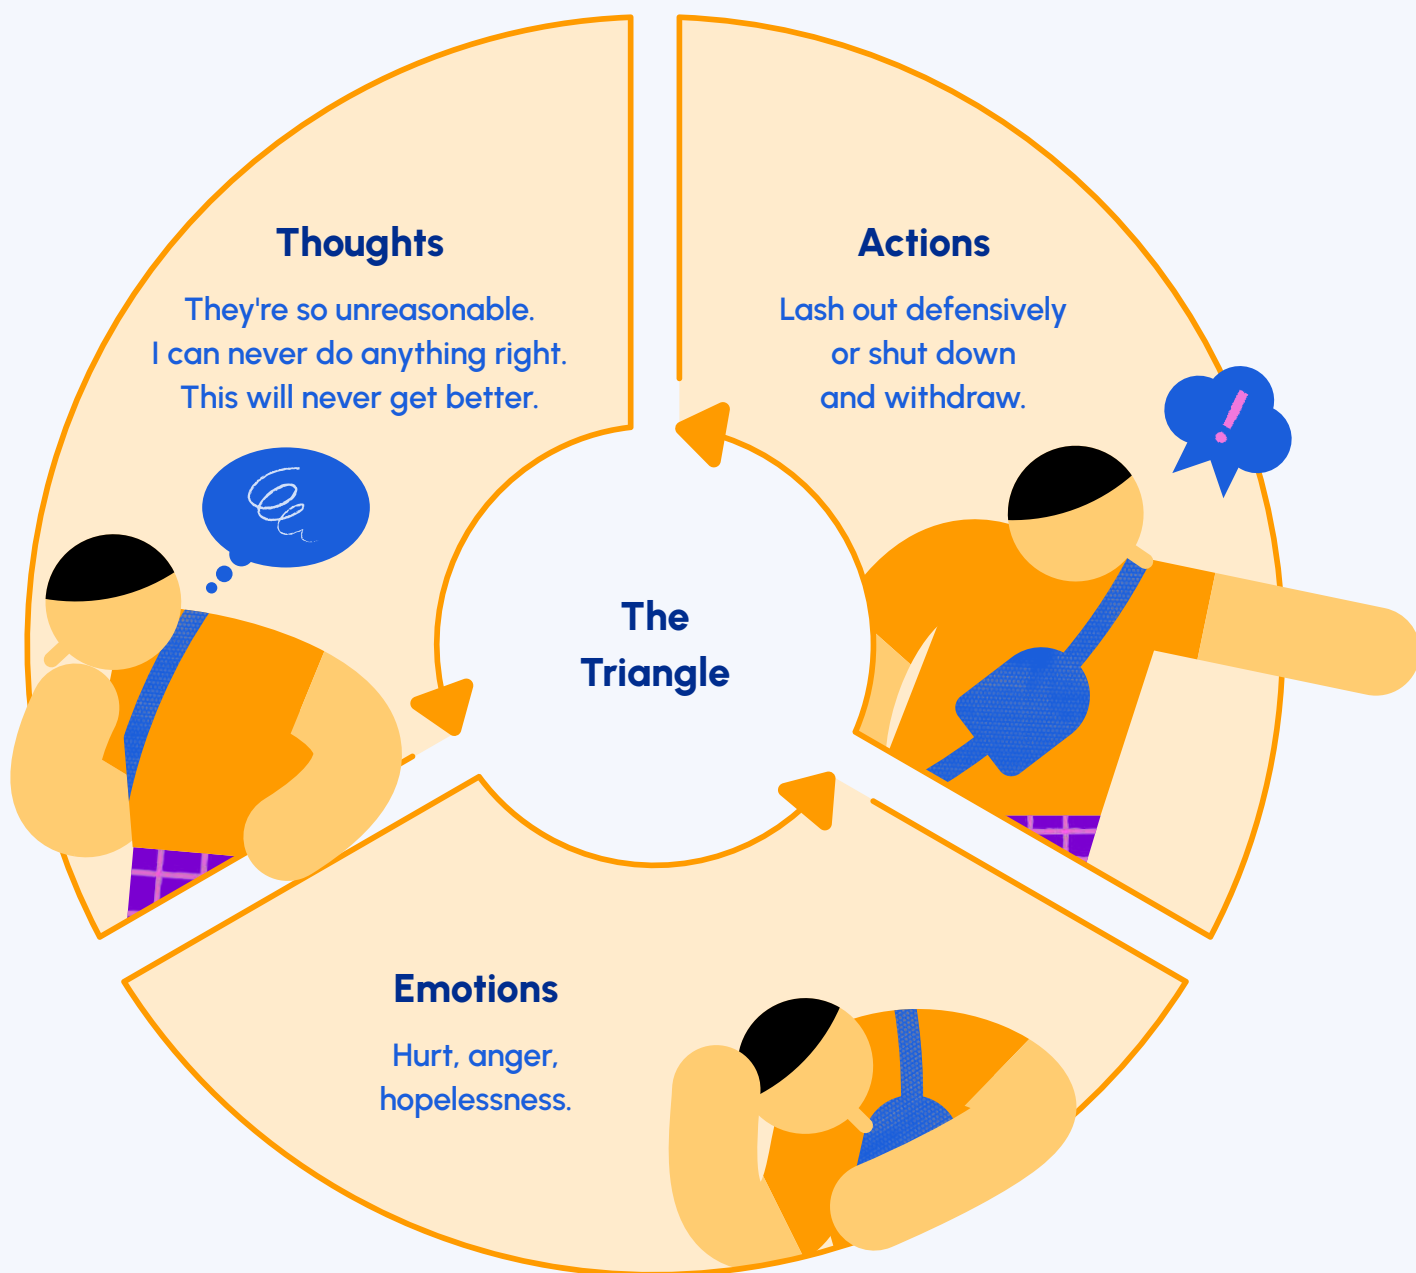 Thoughts
They're so unreasonable.
I can never do anything right.
This will never get better.
Actions
Lash out defensively
or shut down
and withdraw.
!
The
Triangle
Emotions
Hurt, anger,
hopelessness.